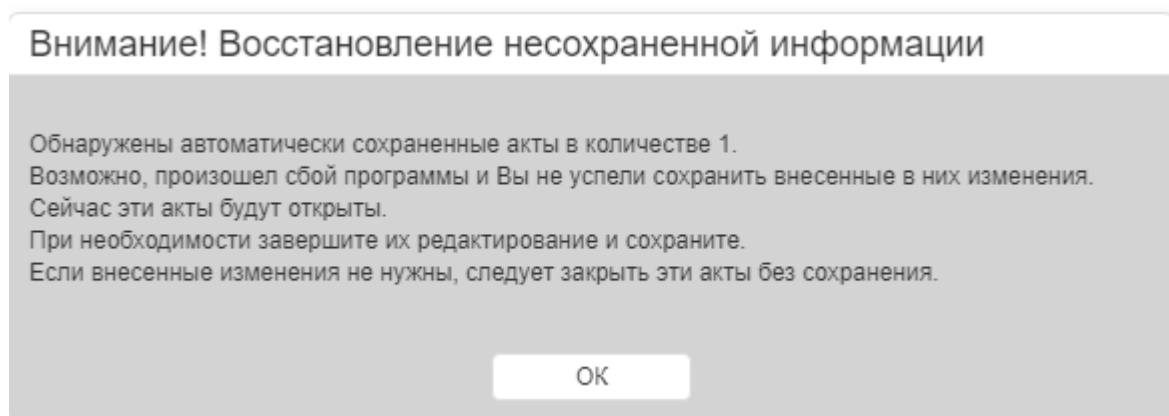 Внимание! Восстановление несохраненной информации
Обнаружены автоматически сохраненные акты в количестве 1.
Возможно, произошел сбой программы и Вы не успели сохранить внесенные в них изменения.
Сейчас эти акты будут открыты.
При необходимости завершите их редактирование и сохраните.
Если внесенные изменения не нужны, следует закрыть эти акты без сохранения.
ОК